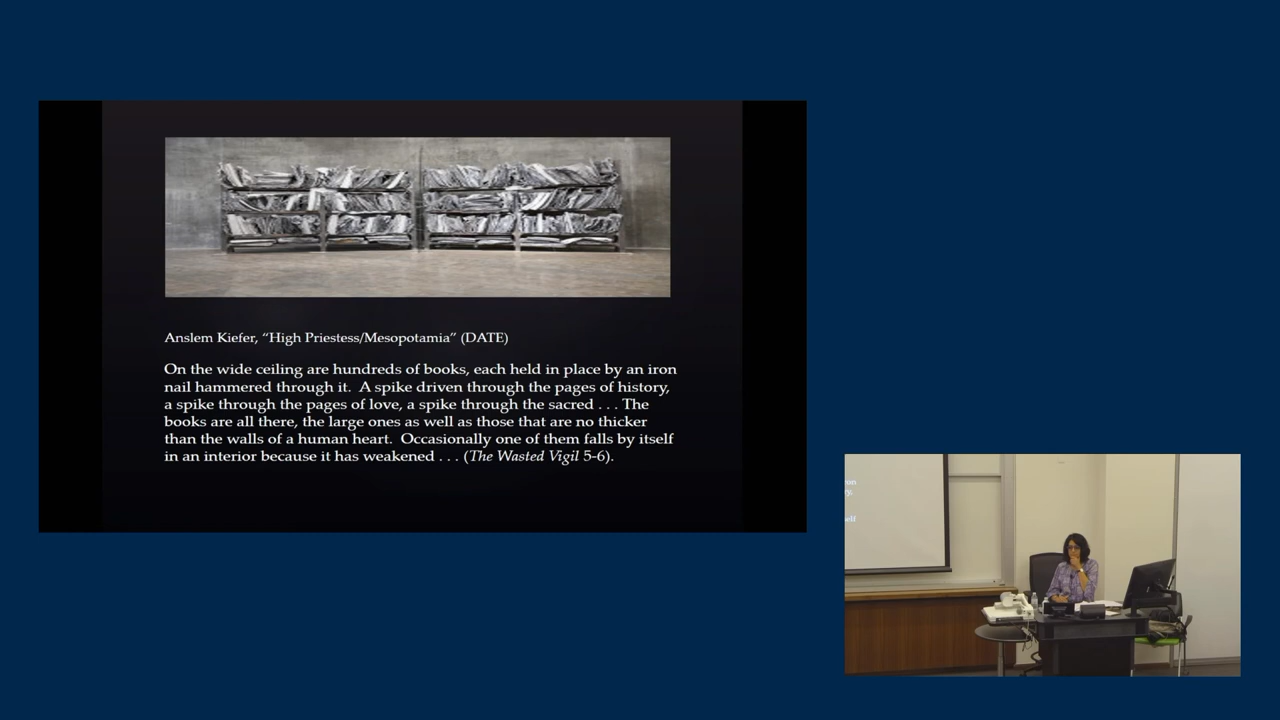 Anslem Kiefer, “High Priestess/Mesopotamia” (DATE)
On the wide ceiling are hundreds of books, each held in place by an iron
nail hammered through it.  A spike driven through the pages of history,
a spike through the pages of love, a spike through the sacred . . . The
books are all there, the large ones as well as those that are no thicker
than the walls of a human heart.  Occasionally one of them falls by itself
in an interior because it has weakened . . . (The Wasted Vigil 5-6).